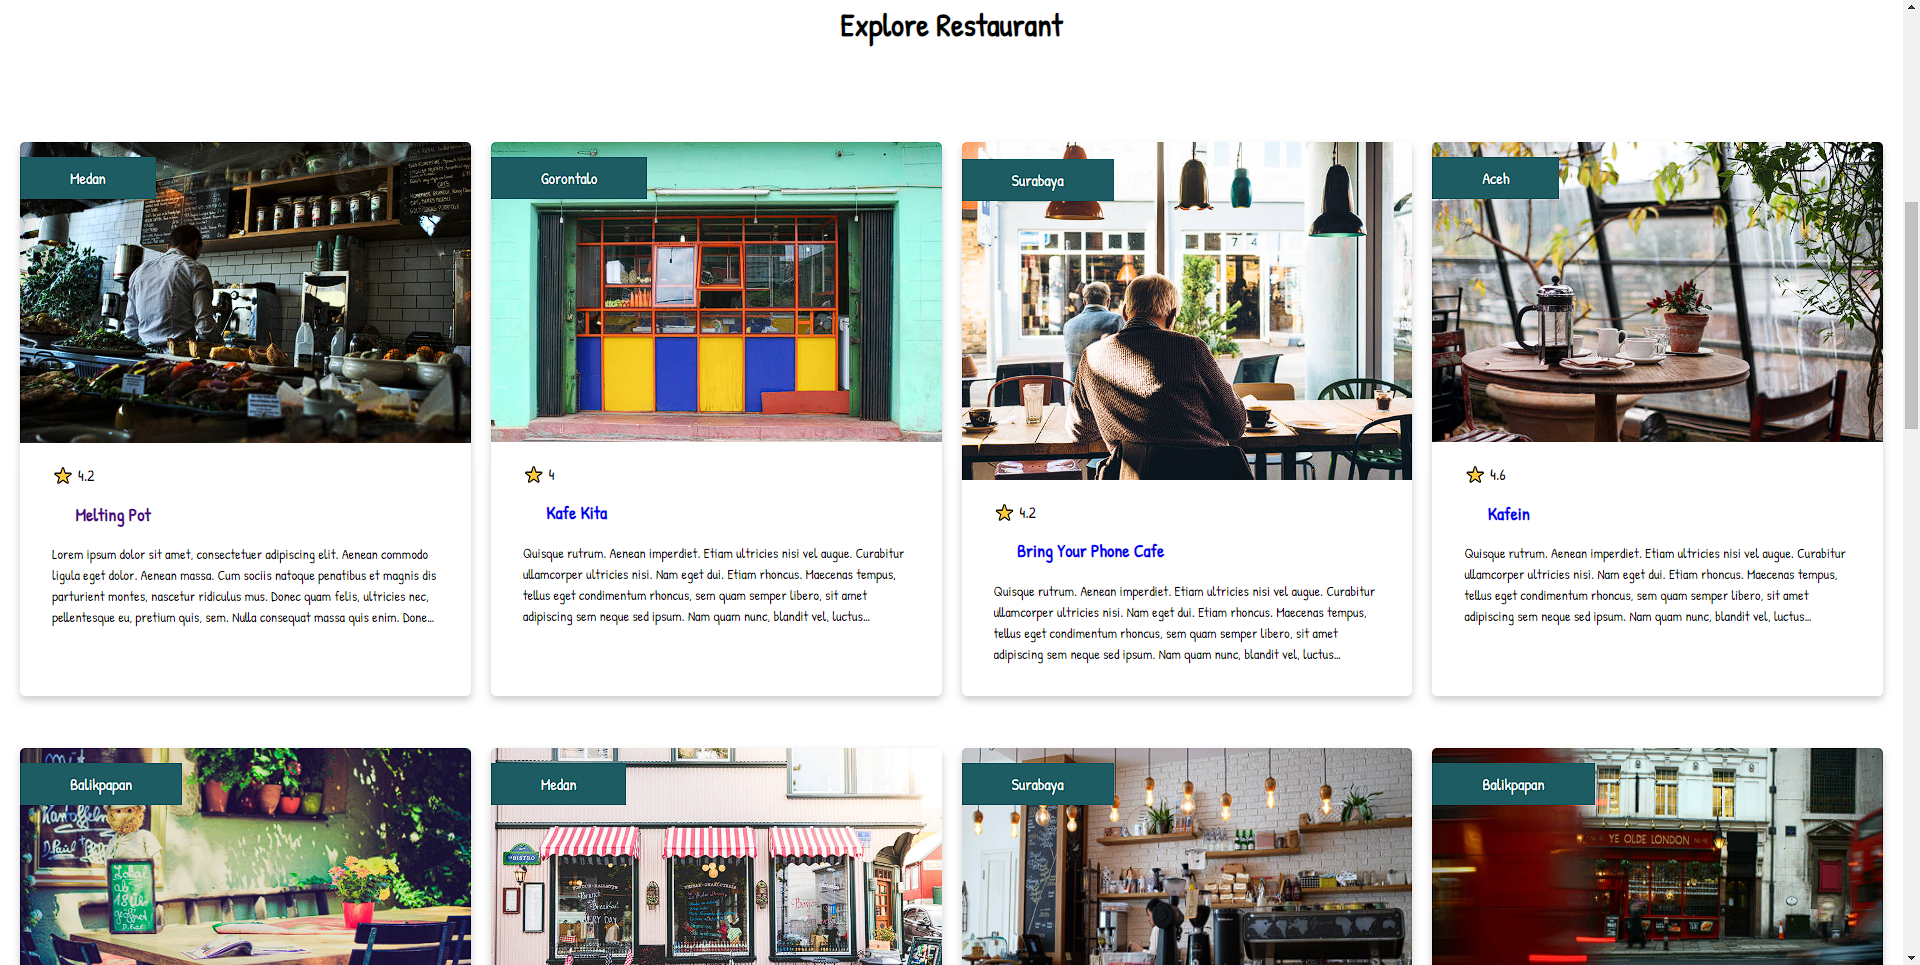 Explore Restaurant
Medan
Gorontalo
Surabaya
Aceh
4.2
Melting Pot
Lorem ipsum dolor sit amet, consectetuer adipiscing elit. Aenean commodo
ligula eget dolor. Aenean massa. Cum sociis natoque penatibus et magnis dis
parturient montes, nascetur ridiculus mus. Donec quam felis, ultricies nec,
pellentesque eu, pretium quis, sem. Nulla consequat massa quis enim. Done...
4
Kafe Kita
Quisque rutrum. Aenean imperdiet. Etiam ultricies nisi vel augue. Curabitur
ullamcorper ultricies nisi. Nam eget dui. Etiam rhoncus. Maecenas tempus,
tellus eget condimentum rhoncus, sem quam semper libero, sit amet
adipiscing sem neque sed ipsum. Nam quam nunc, blandit vel, luctus...
4.2
Bring Your Phone Cafe
Quisque rutrum. Aenean imperdiet. Etiam ultricies nisi vel augue. Curabitur
ullamcorper ultricies nisi. Nam eget dui. Etiam rhoncus. Maecenas tempus,
tellus eget condimentum rhoncus, sem quam semper libero, sit amet
adipiscing sem neque sed ipsum. Nam quam nunc, blandit vel, luctus...
4.6
Kafein
Quisque rutrum. Aenean imperdiet. Etiam ultricies nisi vel augue. Curabitur
ullamcorper ultricies nisi. Nam eget dui. Etiam rhoncus. Maecenas tempus,
tellus eget condimentum rhoncus, sem quam semper libero, sit amet
adipiscing sem neque sed ipsum. Nam quam nunc, blandit vel, luctus...
Balikpapan
Medan
Surabaya
Balikpapan
Lokal
ab
18 Uhr
geöffnet
BISTRO
YE OLDE LONDON